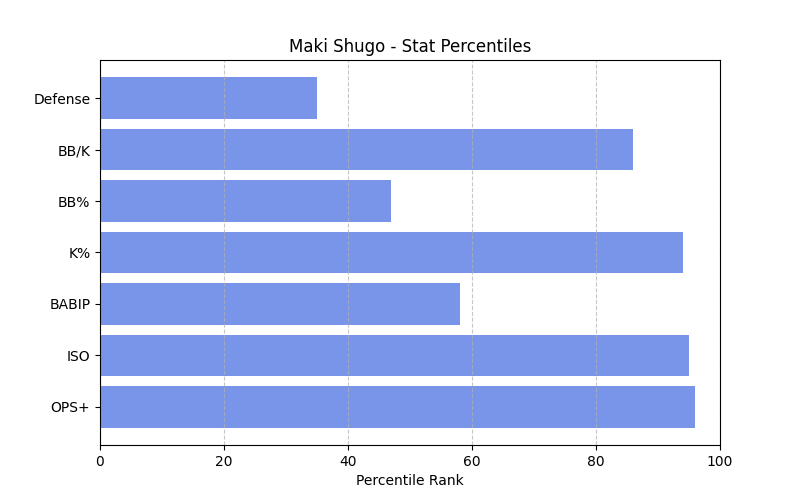 Maki Shugo - Stat Percentiles
Defense
BB/K
BB%
K%
BABIP
ISO
OPS+
0 20 40 60 80 100
Percentile Rank